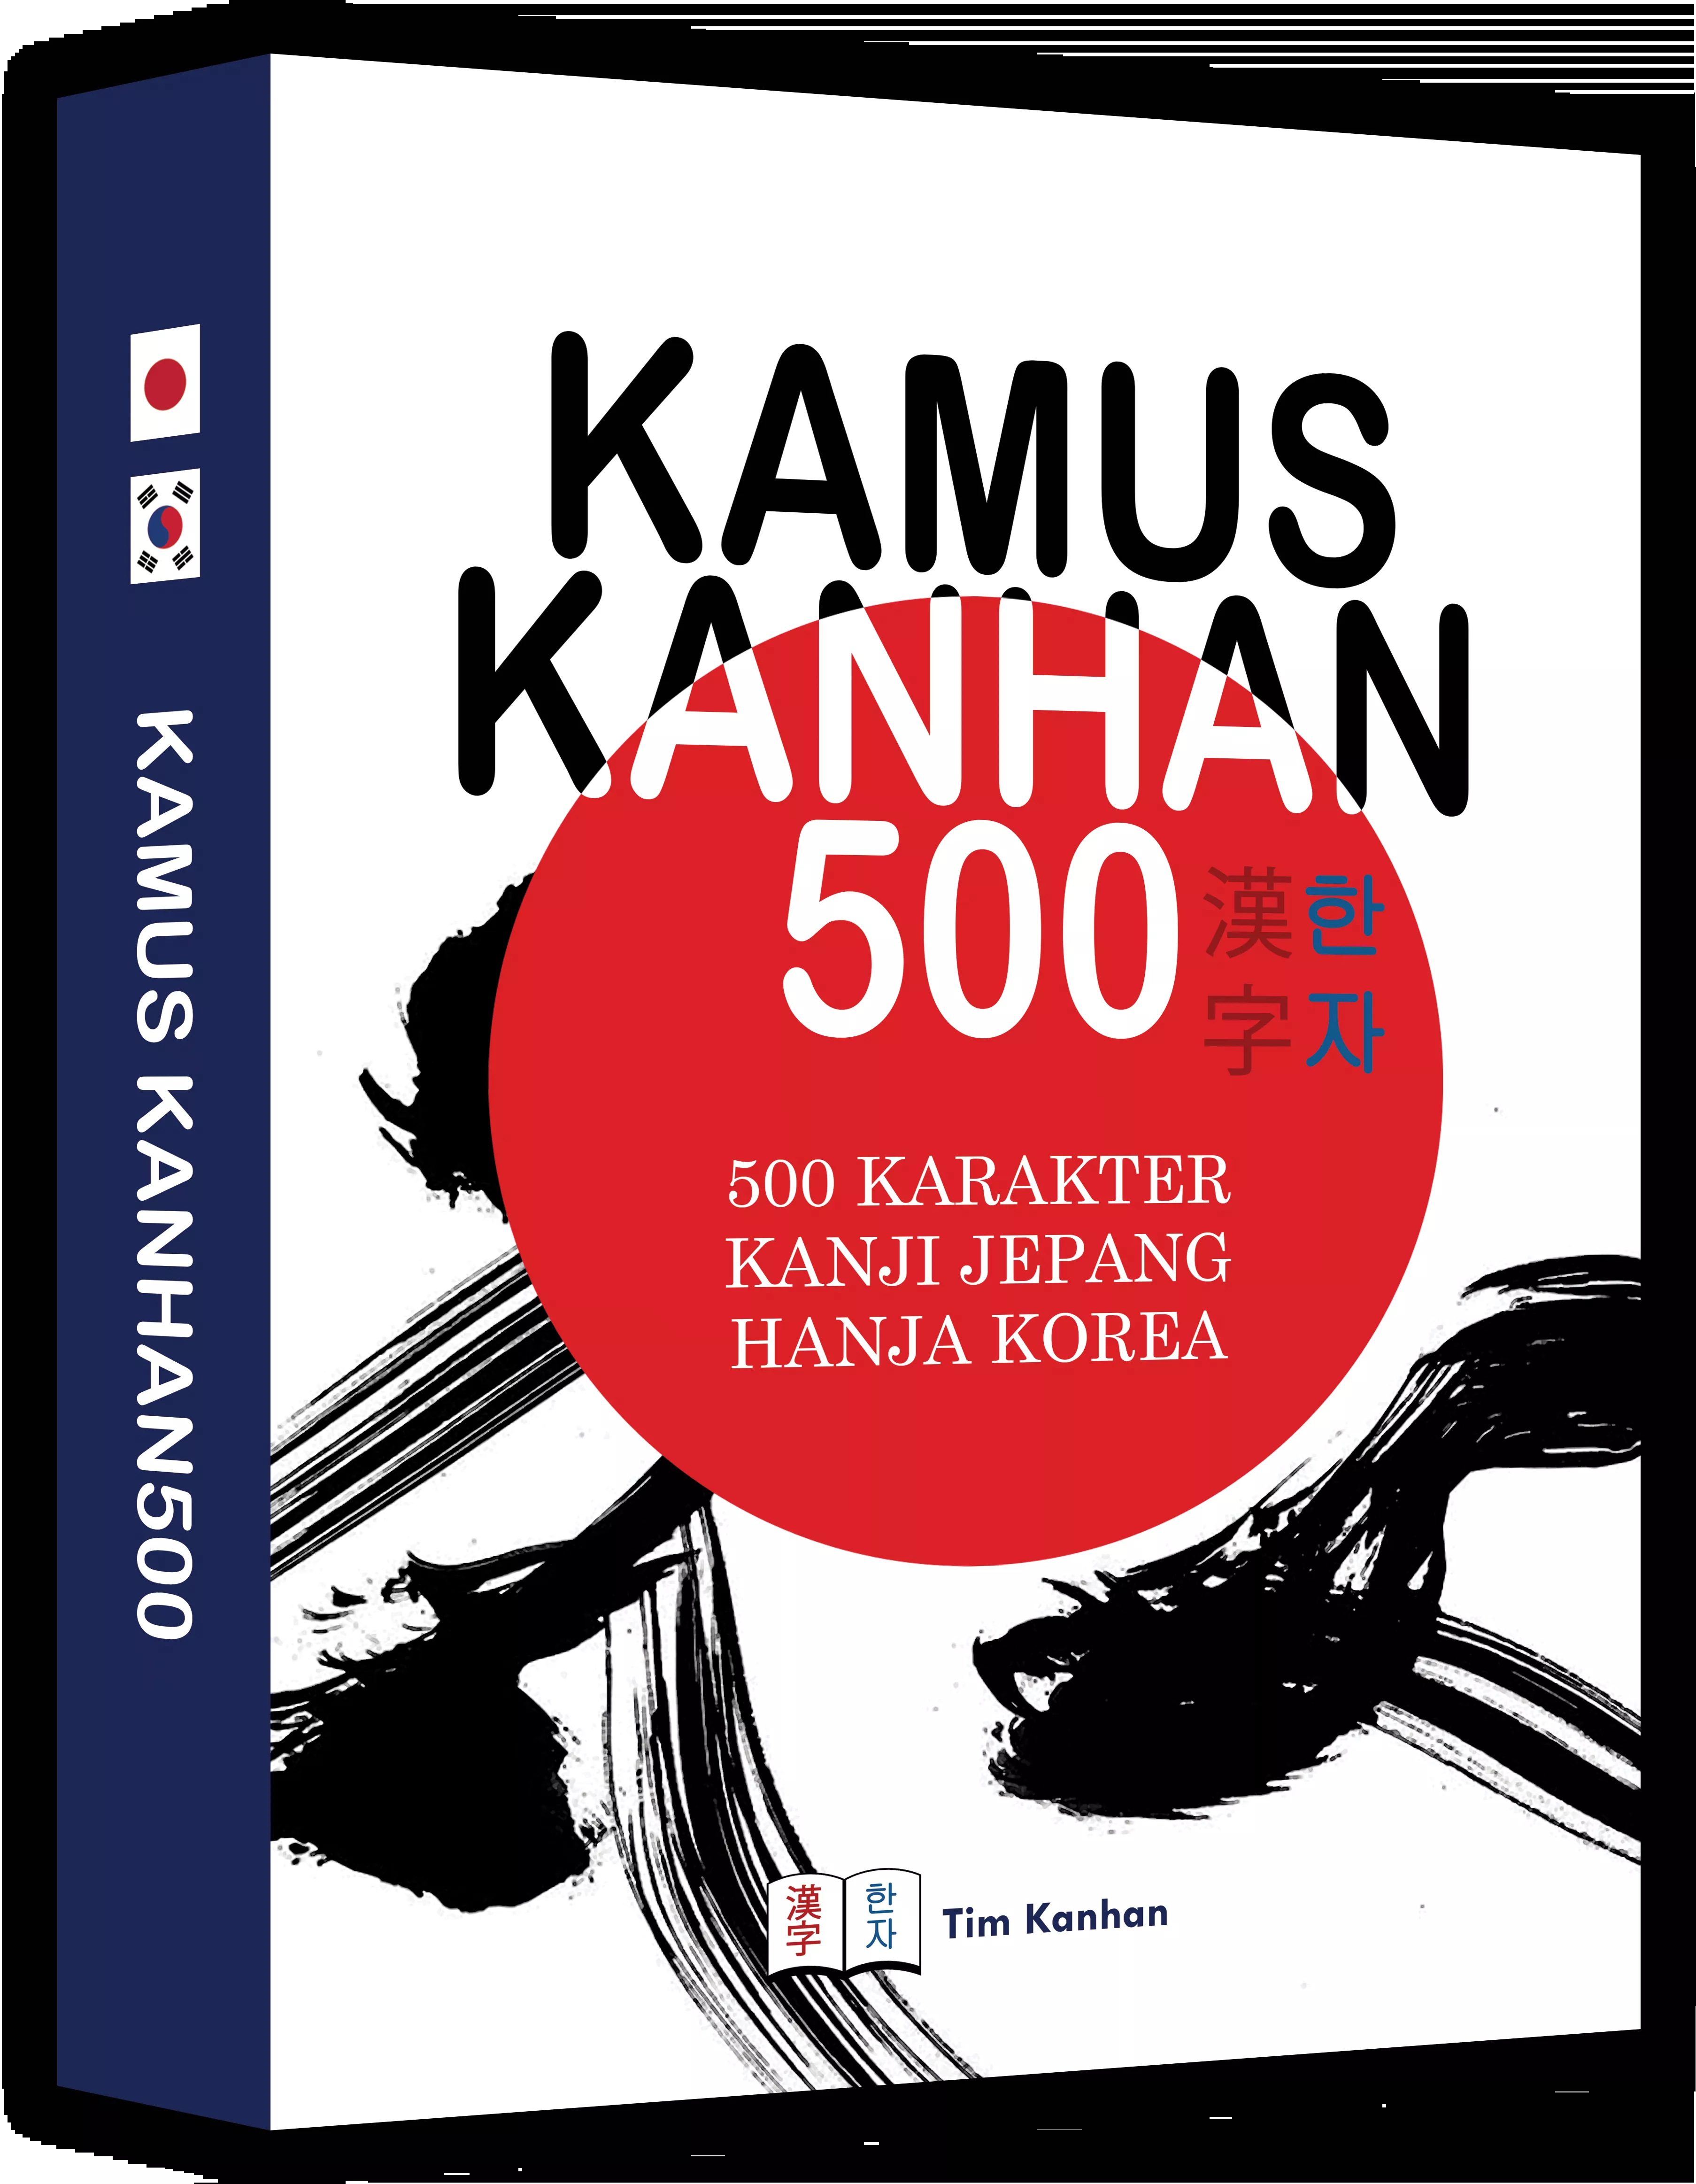 KAMUS KANHAN500
KAMUS
KANHAN
500
漢字
한자
500 KARAKTER
KANJI JEPANG
HANJA KOREA
漢字
한자
Tim Kanhan